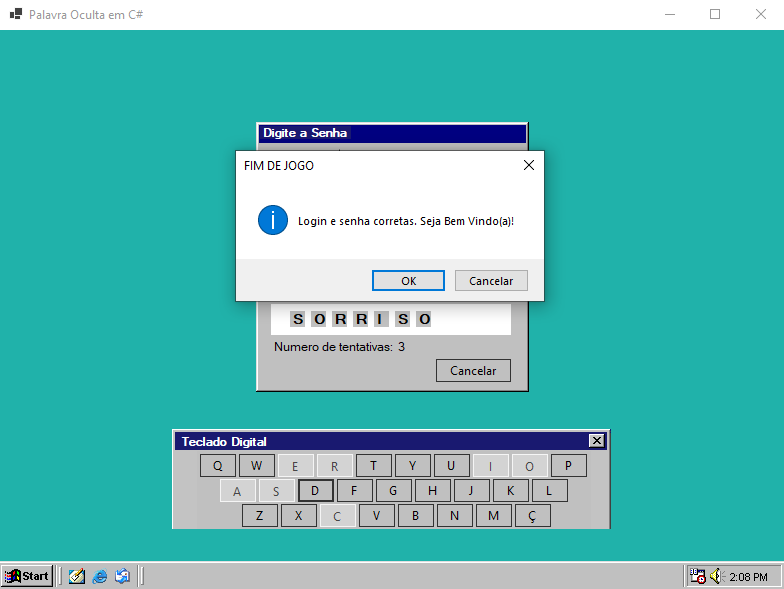 Palavra Oculta em C#
Digite a Senha
FIM DE JOGO
Login e senha corretas. Seja Bem Vindo(a)!
OK Cancelar
S O R R I S O
Numero de tentativas: 3
Cancelar
Teclado Digital
Q W E R T Y U I O P
A S D F G H J K L
Z X C V B N M Ç
Start 2:08 PM